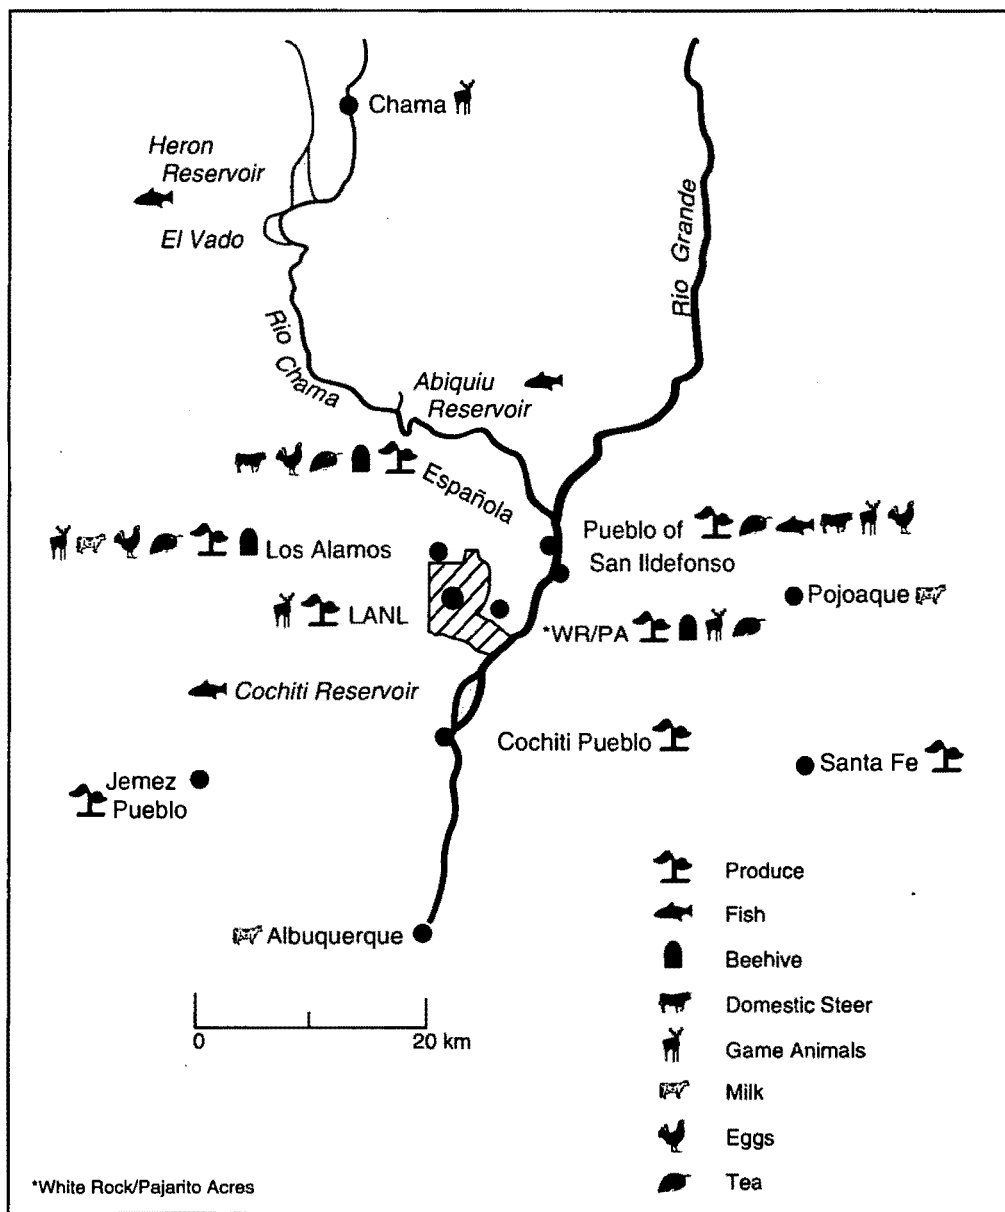 Chama
Heron
Reservoir
El Vado
Rio Grande
Rio
Chama
Abiquiu
Reservoir
Española
Pueblo of
San Ildefonso
Los Alamos
Pojoaque
LANL
*WR/PA
Cochiti Reservoir
Cochiti Pueblo
Santa Fe
Jemez
Pueblo
Produce
Fish
Beehive
Albuquerque
Domestic Steer
0
20 km
Game Animals
Milk
Eggs
Tea
*White Rock/Pajarito Acres